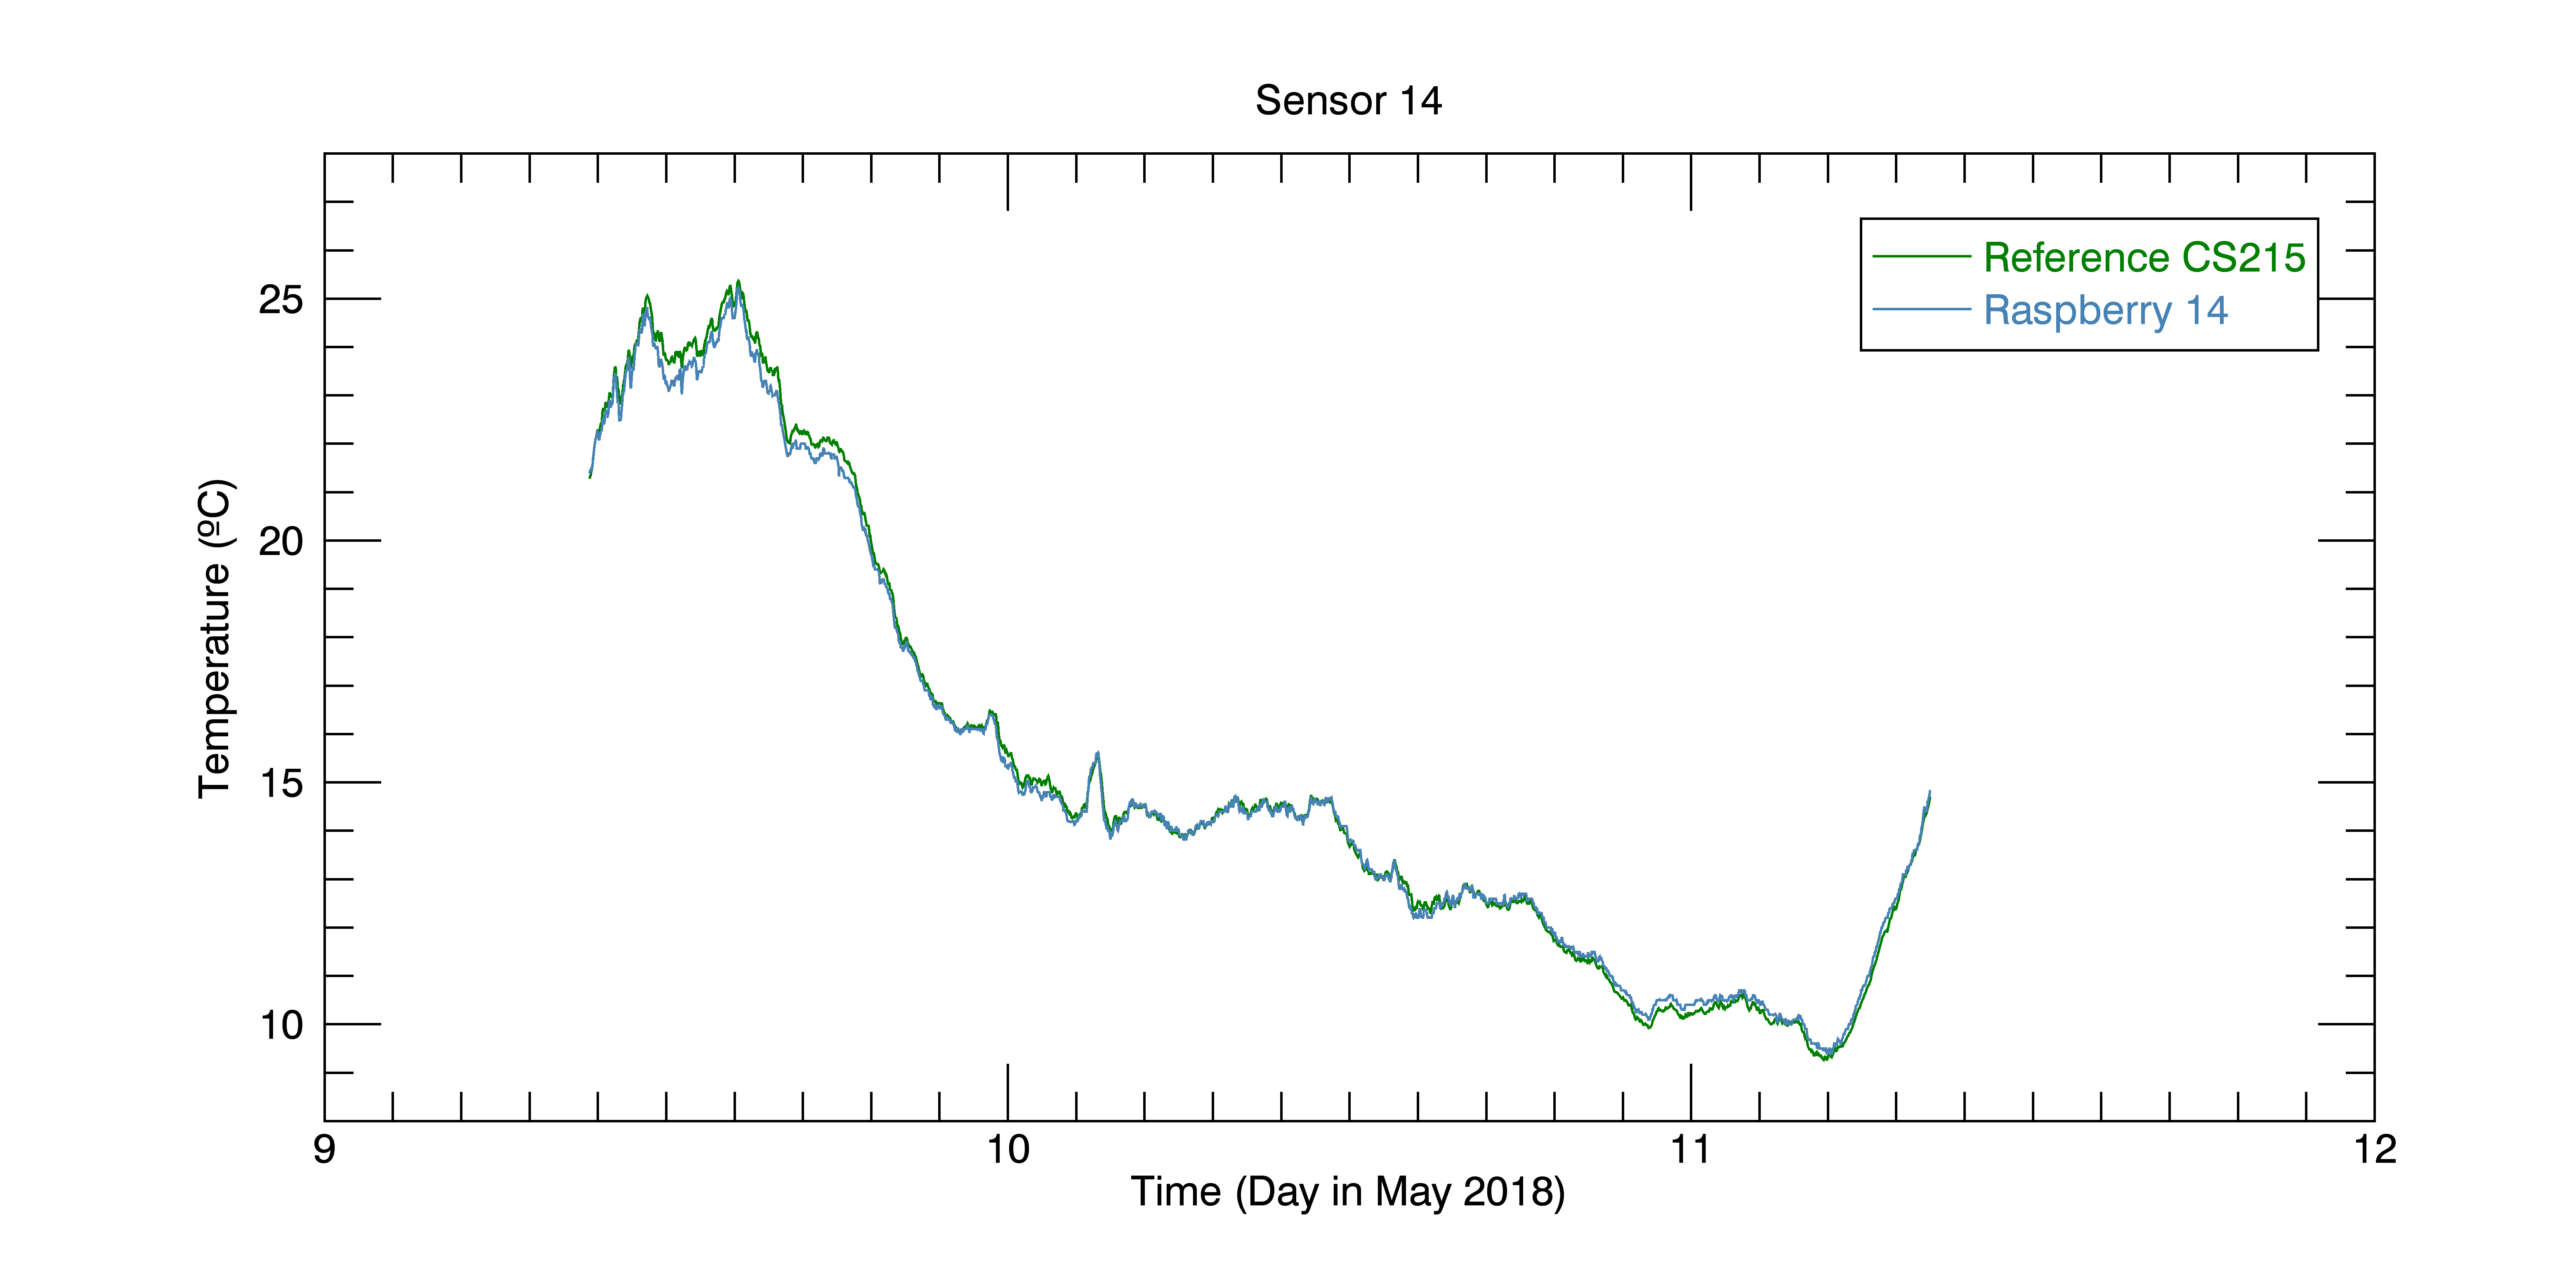 Sensor 14
Reference CS215
Raspberry 14
25
20
15
10
Temperature (ºC)
9
10
11
12
Time (Day in May 2018)